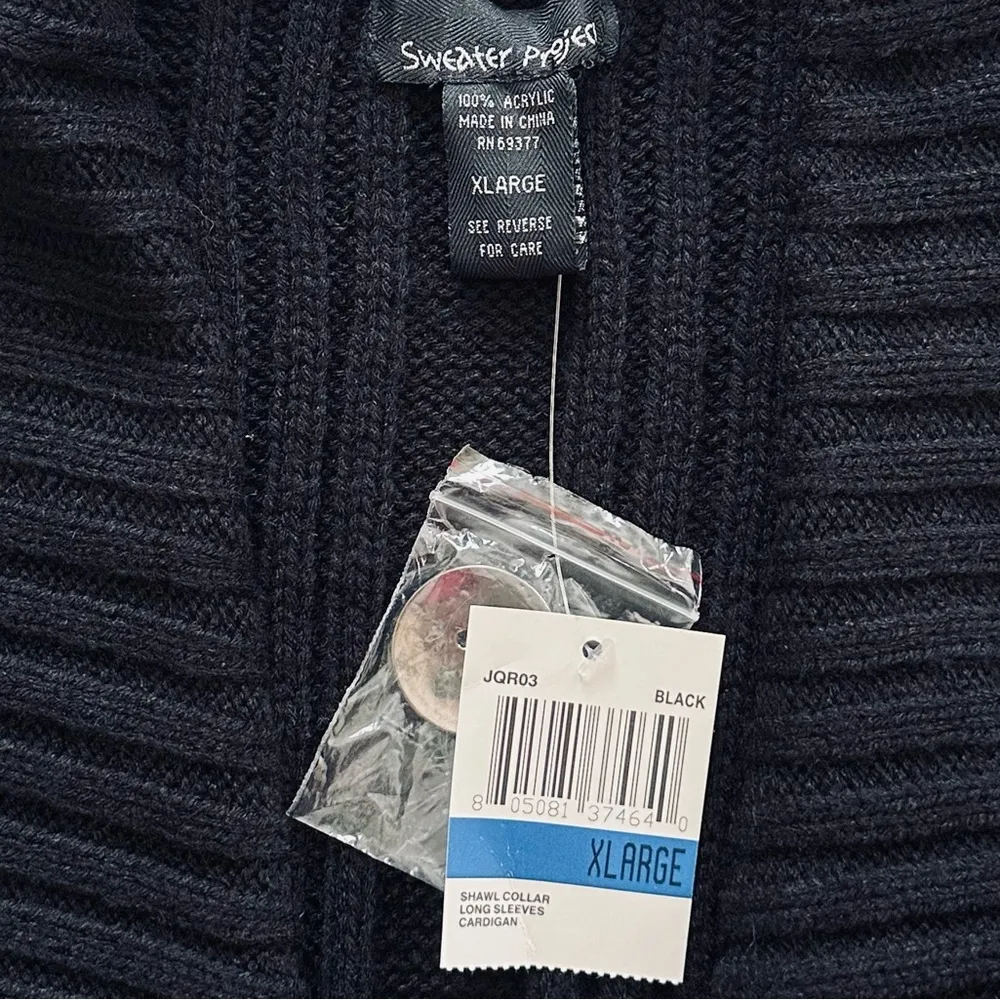 Sweater Project
100% ACRYLIC
MADE IN CHINA
RN 69377
XLARGE
SEE REVERSE
FOR CARE
JQR03
BLACK
8 05081 37464 0
XLARGE
SHAWL COLLAR
LONG SLEEVES
CARDIGAN